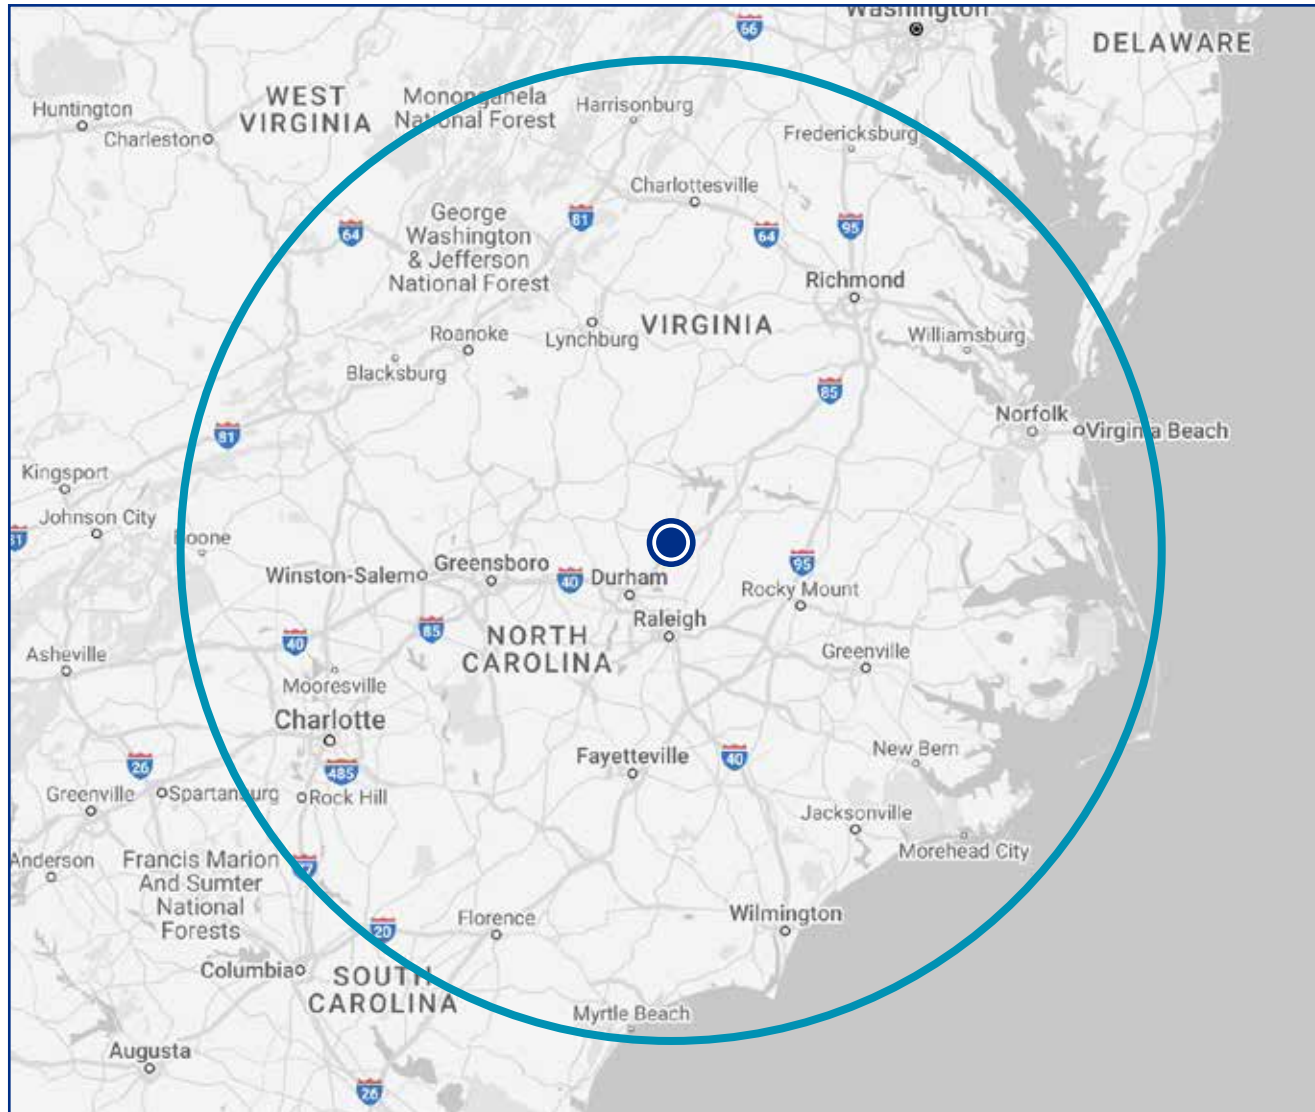 Washington
66
DELAWARE
WEST
VIRGINIA
Monongahela
National Forest
Harrisonburg
Huntington
Charleston
Fredericksburg
Charlottesville
George
Washington
& Jefferson
National Forest
81
64
64
95
Richmond
Roanoke
Lynchburg
VIRGINIA
Williamsburg
Blacksburg
85
Norfolk
Virginia Beach
81
Kingsport
Johnson City
81
Boone
Winston-Salem
Greensboro
40
Durham
95
Rocky Mount
Raleigh
85
40
NORTH
CAROLINA
Greenville
Asheville
Mooresville
Charlotte
Fayetteville
40
New Bern
26
485
Greenville
Spartanburg
Rock Hill
Jacksonville
Morehead City
Anderson
Francis Marion
And Sumter
National
Forests
77
Florence
Wilmington
20
Columbia
SOUTH
CAROLINA
Myrtle Beach
Augusta
26